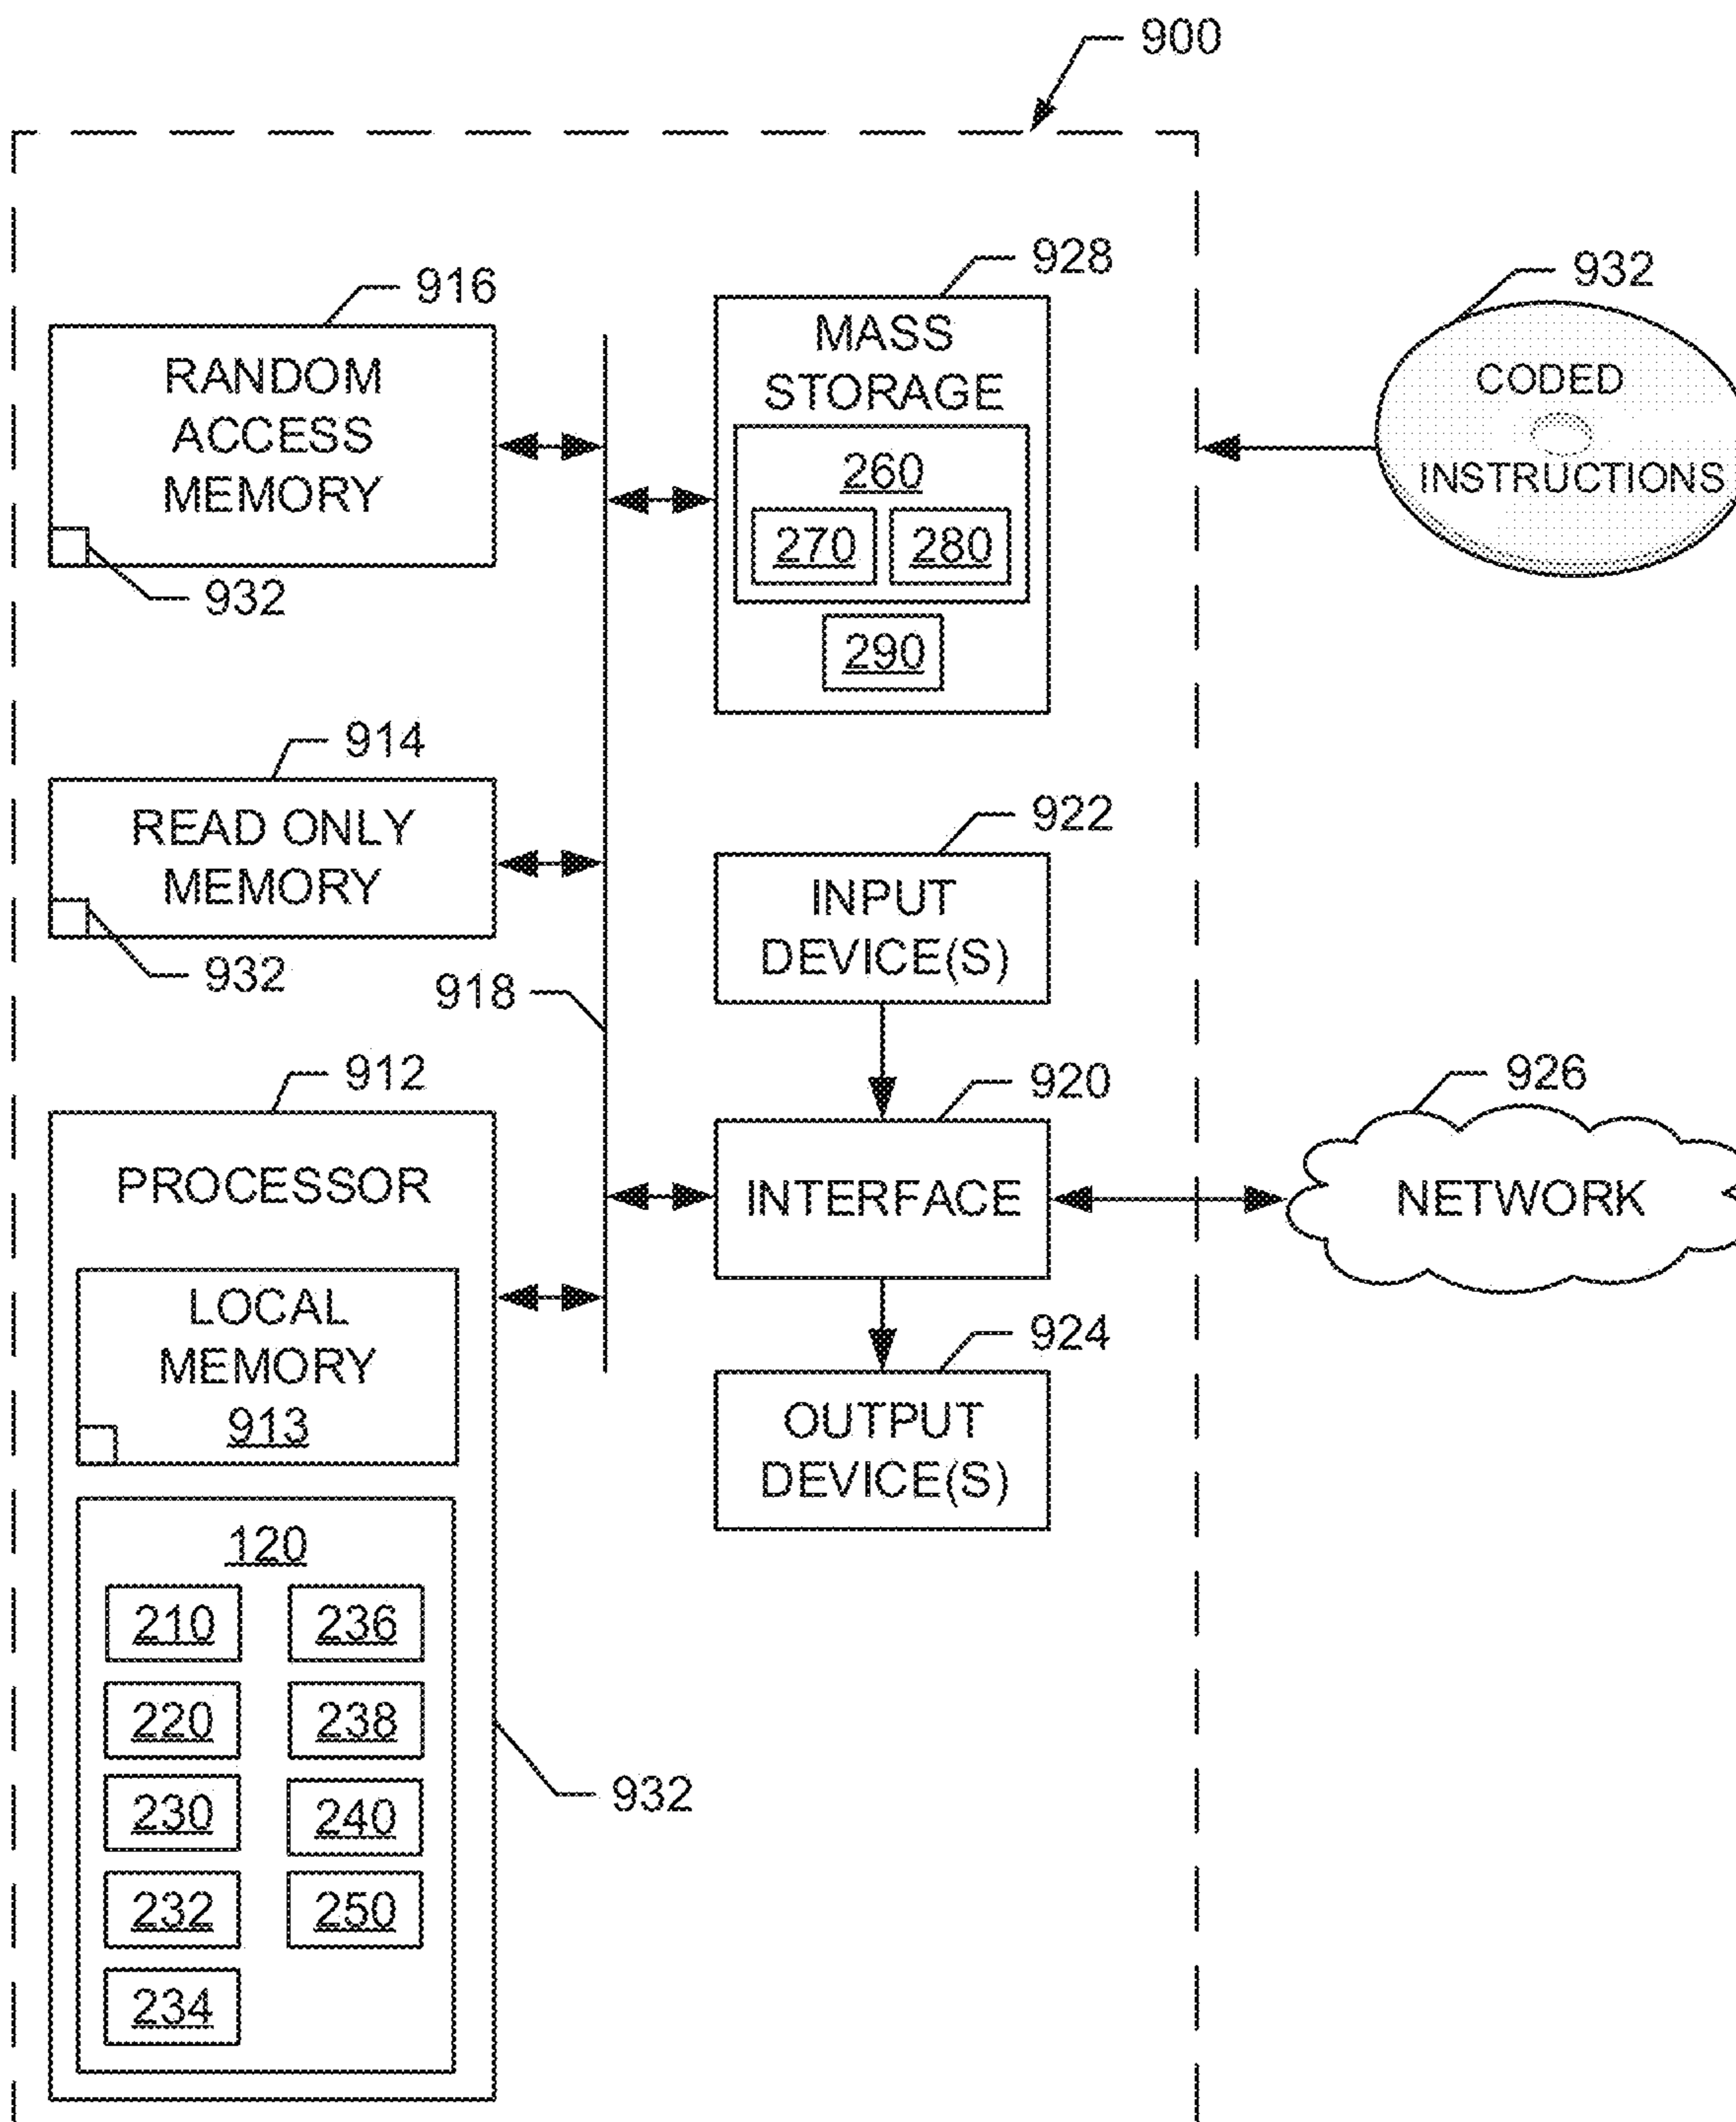 900
916
RANDOM
ACCESS
MEMORY
932
928
MASS
STORAGE
260
270 280
290
932
CODED
INSTRUCTIONS
914
READ ONLY
MEMORY
932
918
922
INPUT
DEVICE(S)
912
PROCESSOR
LOCAL
MEMORY
913
920
INTERFACE
926
NETWORK
924
OUTPUT
DEVICE(S)
120
210 236
220 238
230 240
232 250
234
932